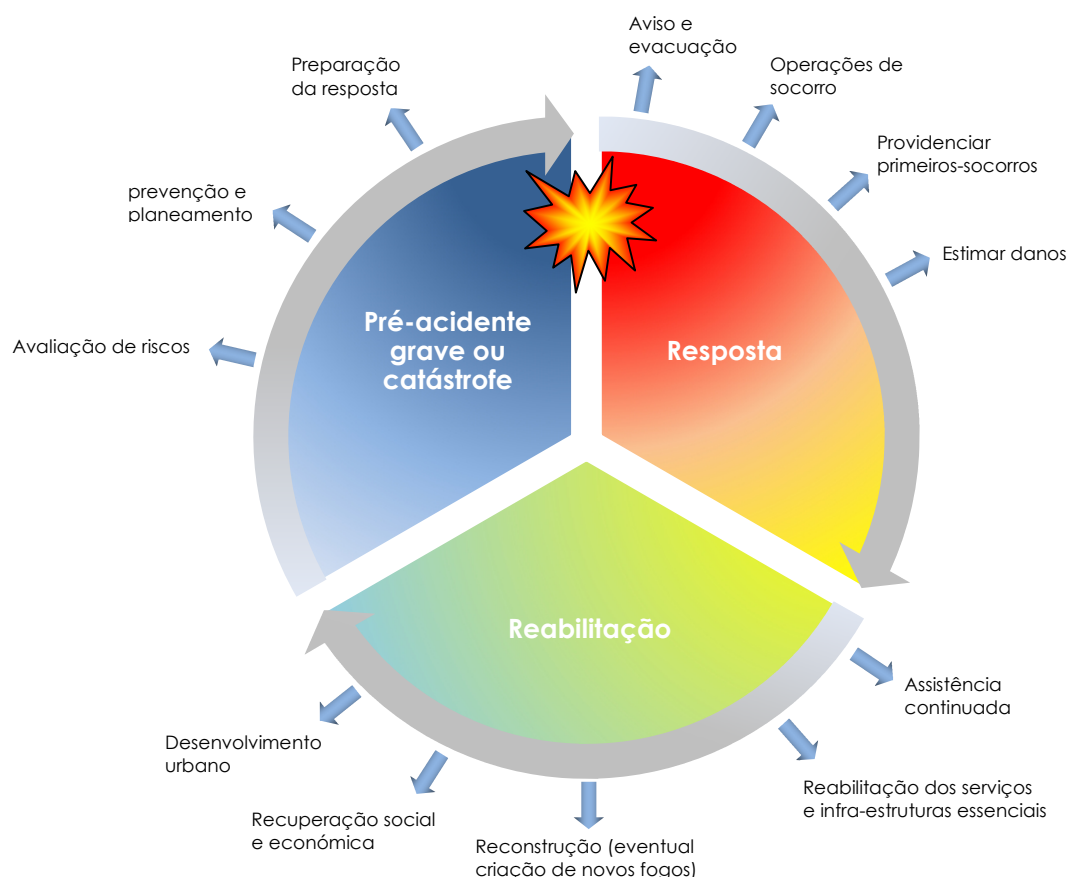 Aviso e
evacuação
Operações de
socorro
Providenciar
primeiros-socorros
Estimar danos
Preparação
da resposta
prevenção e
planeamento
Avaliação de riscos
Pré-acidente
grave ou
catástrofe
Resposta
Reabilitação
Assistência
continuada
Reabilitação dos serviços
e infra-estruturas essenciais
Reconstrução (eventual
criação de novos fogos)
Recuperação social
e económica
Desenvolvimento
urbano